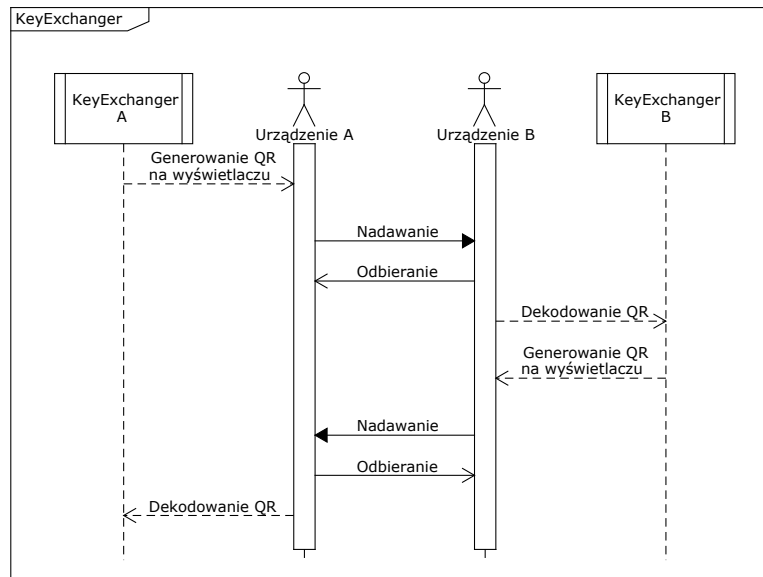 KeyExchanger
KeyExchanger
A
Urządzenie A
Urządzenie B
KeyExchanger
B
Generowanie QR
na wyświetlaczu
Nadawanie
Odbieranie
Dekodowanie QR
Generowanie QR
na wyświetlaczu
Nadawanie
Odbieranie
Dekodowanie QR